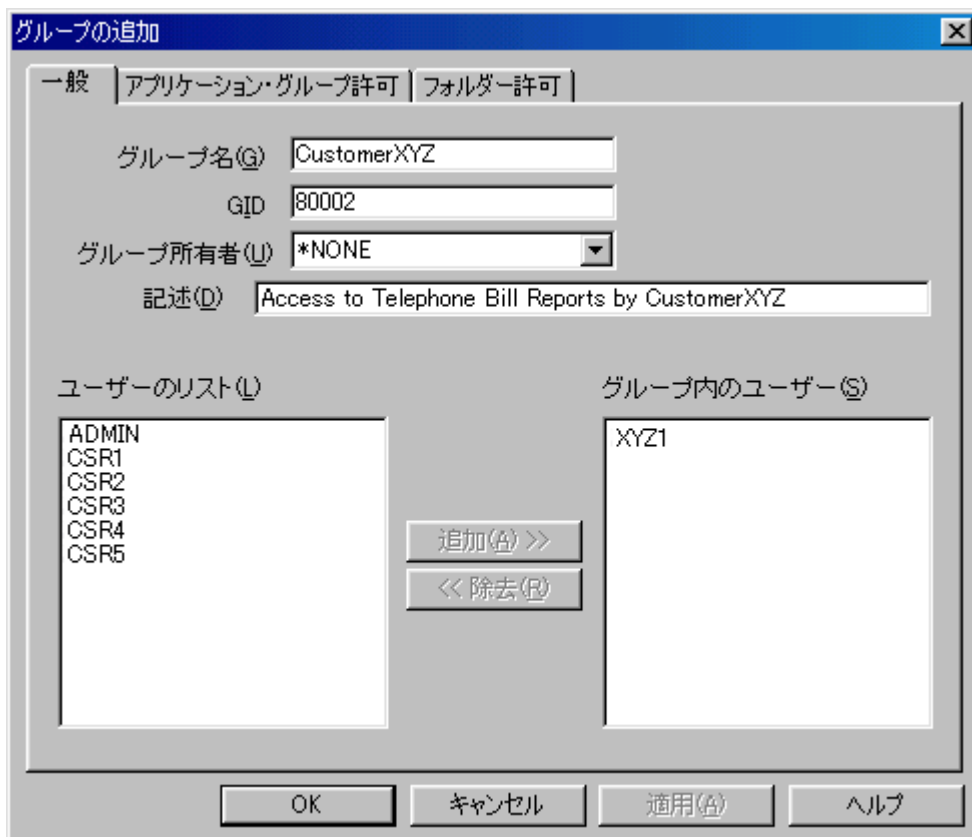 グループの追加
一般 アプリケーション・グループ許可 フォルダー許可
グループ名(G) CustomerXYZ
GID 80002
グループ所有者(U) *NONE
記述(D) Access to Telephone Bill Reports by CustomerXYZ
ユーザーのリスト(L)
ADMIN
CSR1
CSR2
CSR3
CSR4
CSR5
追加(A) >>
<< 除去(R)
グループ内のユーザー(S)
XYZ1
OK キャンセル 適用(A) ヘルプ